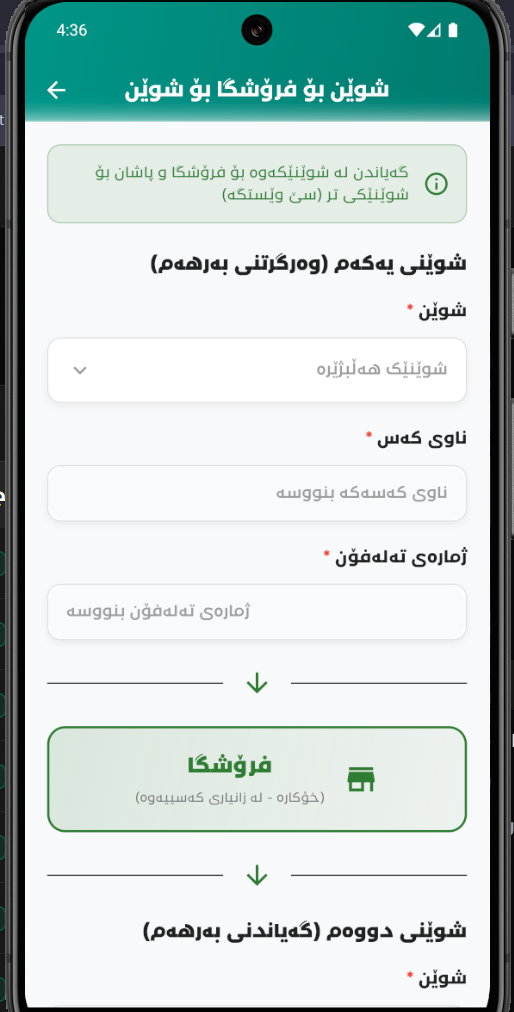 4:36
شوێن بۆ فرۆشگا بۆ شوێن
گەیاندن لە شوێنێکەوە بۆ فرۆشگا و پاشان بۆ
شوێنێکی تر (سێ وێستگە)
شوێنی یەکەم (وەرگرتنی بەرهەم)
شوێن *
شوێنێک هەڵبژێرە
ناوی کەس *
ناوی کەسەکە بنووسە
ژمارەی تەلەفۆن *
ژمارەی تەلەفۆن بنووسە
فرۆشگا
(خۆکارە - لە زانیاری کەسییەوە)
شوێنی دووەم (گەیاندنی بەرهەم)
شوێن *